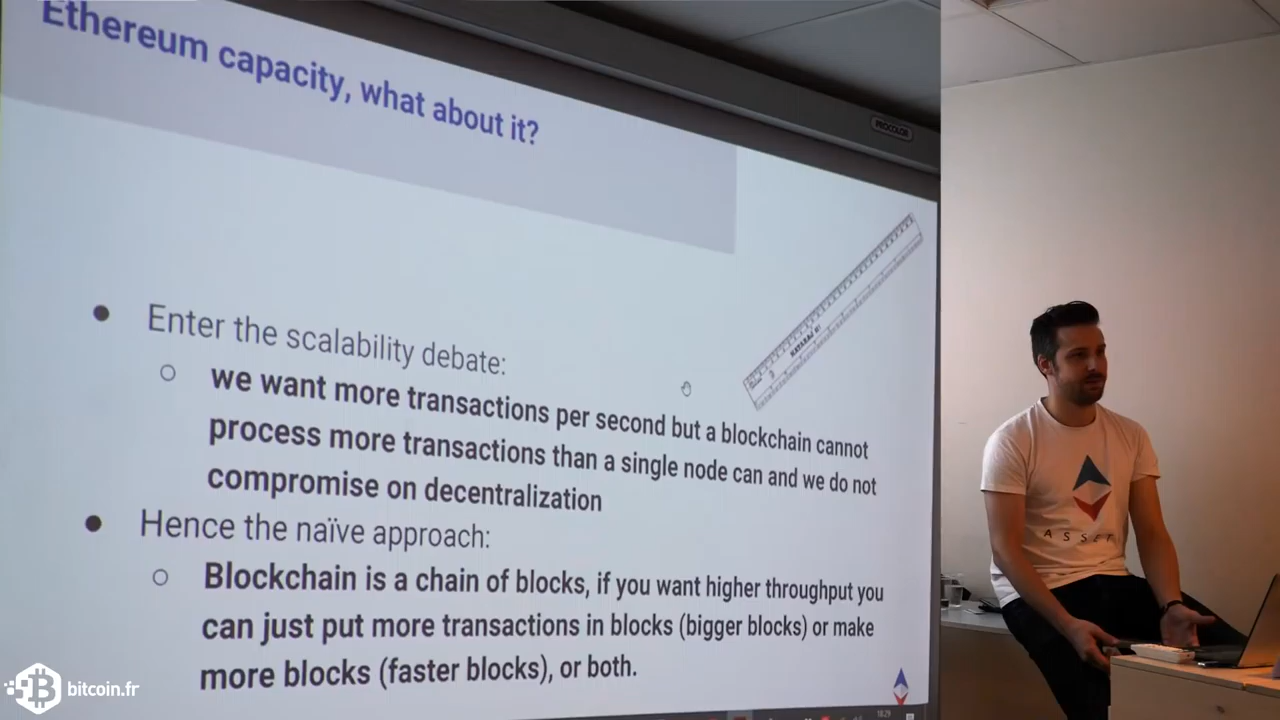 Ethereum capacity, what about it?
PROCOLOR
Enter the scalability debate:
we want more transactions per second but a blockchain cannot
process more transactions than a single node can and we do not
compromise on decentralization
Hence the naïve approach:
Blockchain is a chain of blocks, if you want higher throughput you
can just put more transactions in blocks (bigger blocks) or make
more blocks (faster blocks), or both.
ASSET
bitcoin.fr
18:29